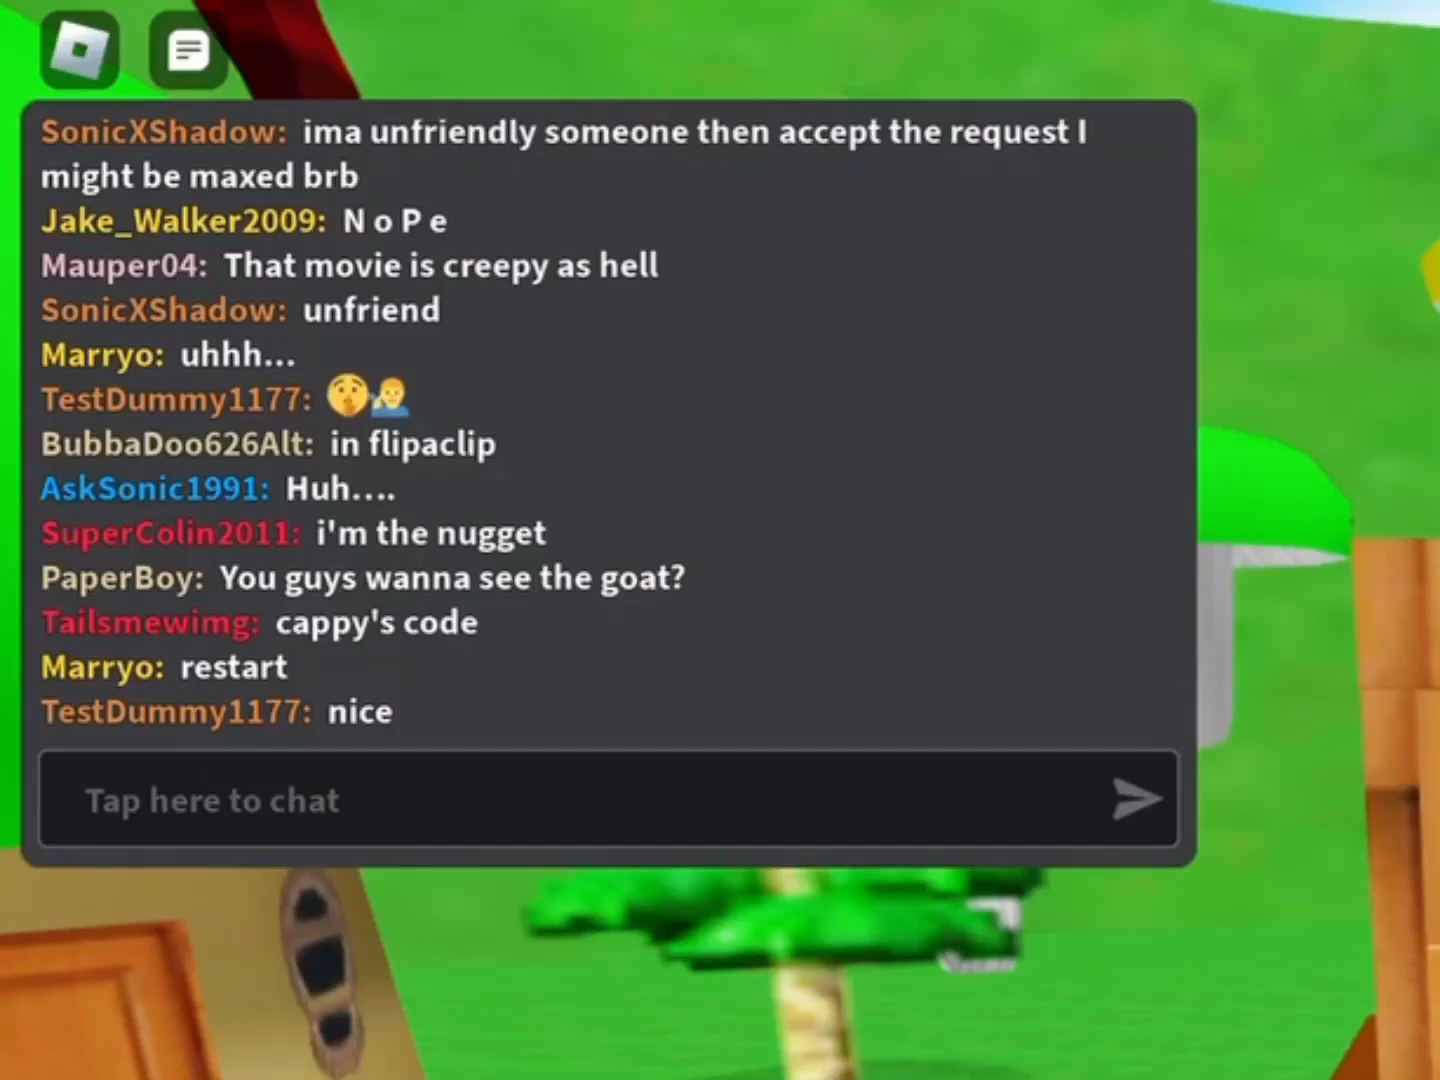 SonicXShadow: ima unfriendly someone then accept the request I
might be maxed brb
Jake_Walker2009: N o P e
Mauper04: That movie is creepy as hell
SonicXShadow: unfriend
Marryo: uhhh...
TestDummy1177: 🤫🧏‍♂️
BubbaDoo626Alt: in flipaclip
AskSonic1991: Huh....
SuperColin2011: i'm the nugget
PaperBoy: You guys wanna see the goat?
Tailsmewimg: cappy's code
Marryo: restart
TestDummy1177: nice
Tap here to chat